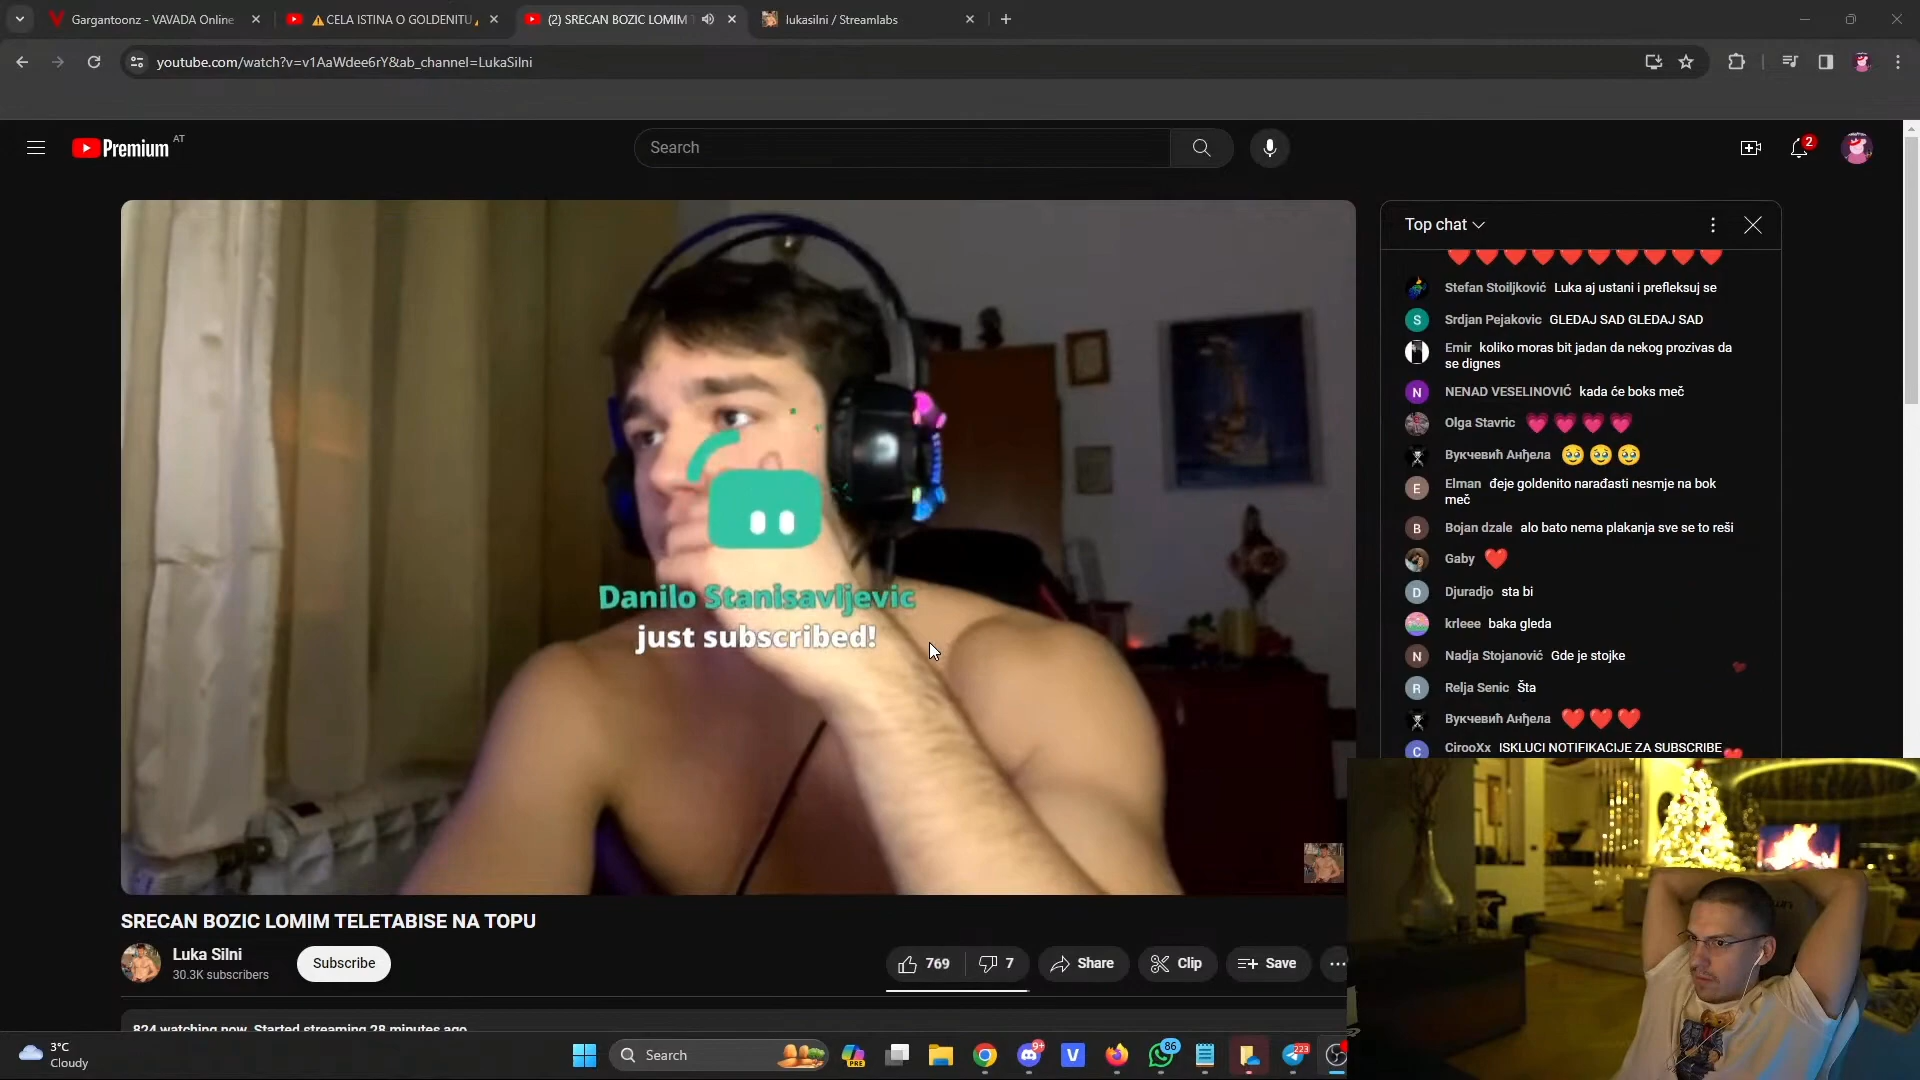 Gargantoonz - VAVADA Online
⚠CELA ISTINA O GOLDENITU
(2) SRECAN BOZIC LOMIM
lukasilni / Streamlabs
youtube.com/watch?v=v1AaWdee6rY&ab_channel=LukaSilni
Premium AT
Search
2
Top chat
❤️❤️❤️❤️❤️❤️❤️❤️❤️❤️
Stefan Stoiljković Luka aj ustani i prefleksuj se
S Srdjan Pejakovic GLEDAJ SAD GLEDAJ SAD
Emir koliko moras bit jadan da nekog prozivas da
se dignes
N NENAD VESELINOVIĆ kada će boks meč
Olga Stavric 💗💗💗💗
Вукчевић Анђела 🥹🥹🥹
E Elman đeje goldenito narađasti nesmje na bok
meč
B Bojan dzale alo bato nema plakanja sve se to reši
Gaby ❤️
D Djuradjo sta bi
krleee baka gleda
N Nadja Stojanović Gde je stojke
R Relja Senic Šta
Вукчевић Анђела ❤️❤️❤️
C CirooXx ISKLUCI NOTIFIKACIJE ZA SUBSCRIBE
Danilo Stanisavljevic
just subscribed!
SRECAN BOZIC LOMIM TELETABISE NA TOPU
Luka Silni
30.3K subscribers
Subscribe
769
7
Share
Clip
Save
824 watching now Started streaming 28 minutes ago
3°C
Cloudy
Search
PRE
9+
V
86
223